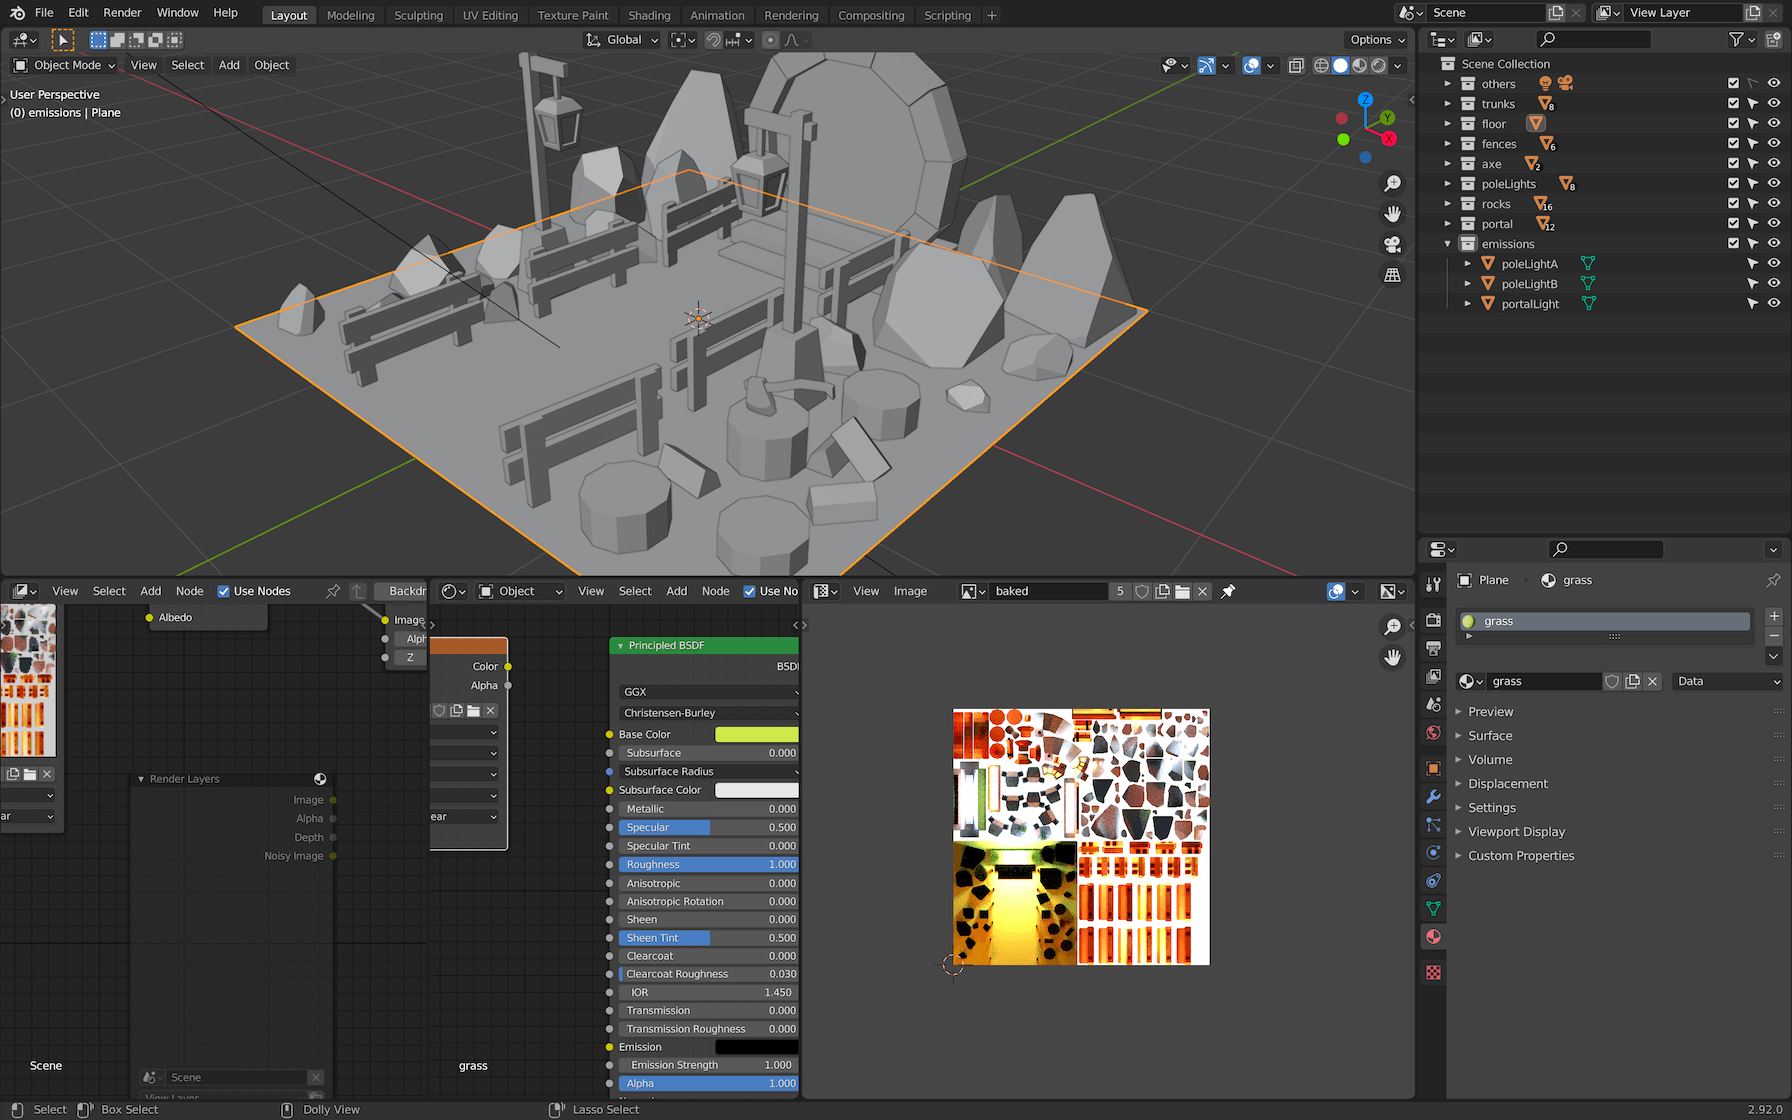 File Edit Render Window Help Layout Modeling Sculpting UV Editing Texture Paint Shading Animation Rendering Compositing Scripting + Scene View Layer
Global Options
Object Mode View Select Add Object
User Perspective
(0) emissions | Plane
Z
Y
X
Scene Collection
others
trunks 8
floor
fences 6
axe 2
poleLights 8
rocks 16
portal 12
emissions
poleLightA
poleLightB
portalLight
View Select Add Node Use Nodes Backdr
Albedo
Image
Alph
Z
ar
Render Layers
Image
Alpha
Depth
Noisy Image
Scene
Scene
View Layer
Object View Select Add Node Use No
Color
Alpha
ear
grass
Principled BSDF
BSDF
GGX
Christensen-Burley
Base Color
Subsurface 0.000
Subsurface Radius
Subsurface Color
Metallic 0.000
Specular 0.500
Specular Tint 0.000
Roughness 1.000
Anisotropic 0.000
Anisotropic Rotation 0.000
Sheen 0.000
Sheen Tint 0.500
Clearcoat 0.000
Clearcoat Roughness 0.030
IOR 1.450
Transmission 0.000
Transmission Roughness 0.000
Emission
Emission Strength 1.000
Alpha 1.000
View Image baked 5
Plane grass
grass
grass Data
Preview
Surface
Volume
Displacement
Settings
Viewport Display
Custom Properties
Select Box Select Dolly View Lasso Select 2.92.0